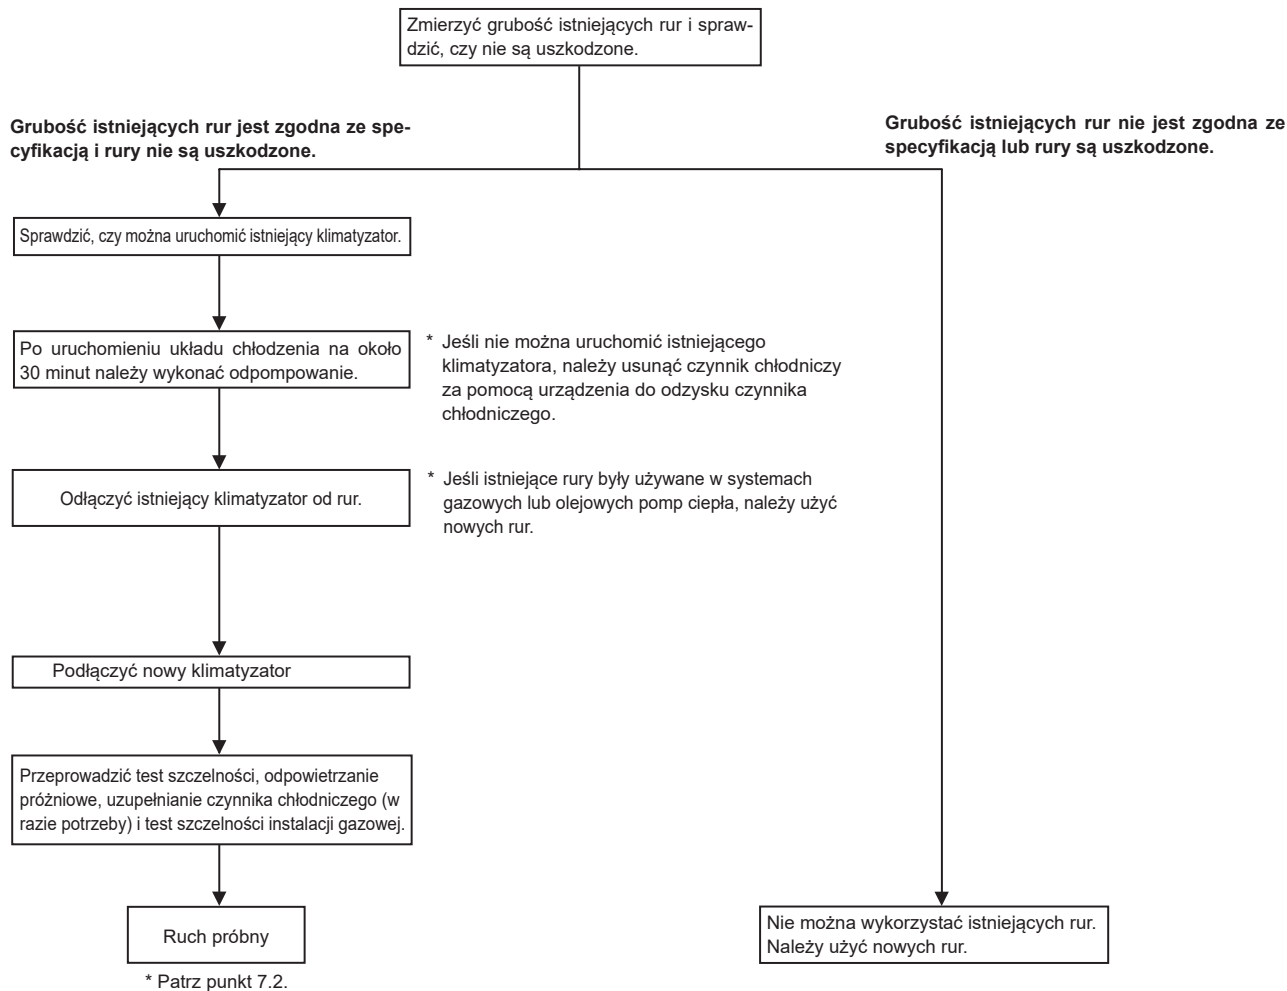 Zmierzyć grubość istniejących rur i spraw-
dzić, czy nie są uszkodzone.
Grubość istniejących rur jest zgodna ze spe-
cyfikacją i rury nie są uszkodzone.
Grubość istniejących rur nie jest zgodna ze
specyfikacją lub rury są uszkodzone.
Sprawdzić, czy można uruchomić istniejący klimatyzator.
Po uruchomieniu układu chłodzenia na około
30 minut należy wykonać odpompowanie.
* Jeśli nie można uruchomić istniejącego
klimatyzatora, należy usunąć czynnik chłodniczy
za pomocą urządzenia do odzysku czynnika
chłodniczego.
Odłączyć istniejący klimatyzator od rur.
* Jeśli istniejące rury były używane w systemach
gazowych lub olejowych pomp ciepła, należy użyć
nowych rur.
Podłączyć nowy klimatyzator
Przeprowadzić test szczelności, odpowietrzanie
próżniowe, uzupełnianie czynnika chłodniczego (w
razie potrzeby) i test szczelności instalacji gazowej.
Ruch próbny
* Patrz punkt 7.2.
Nie można wykorzystać istniejących rur.
Należy użyć nowych rur.